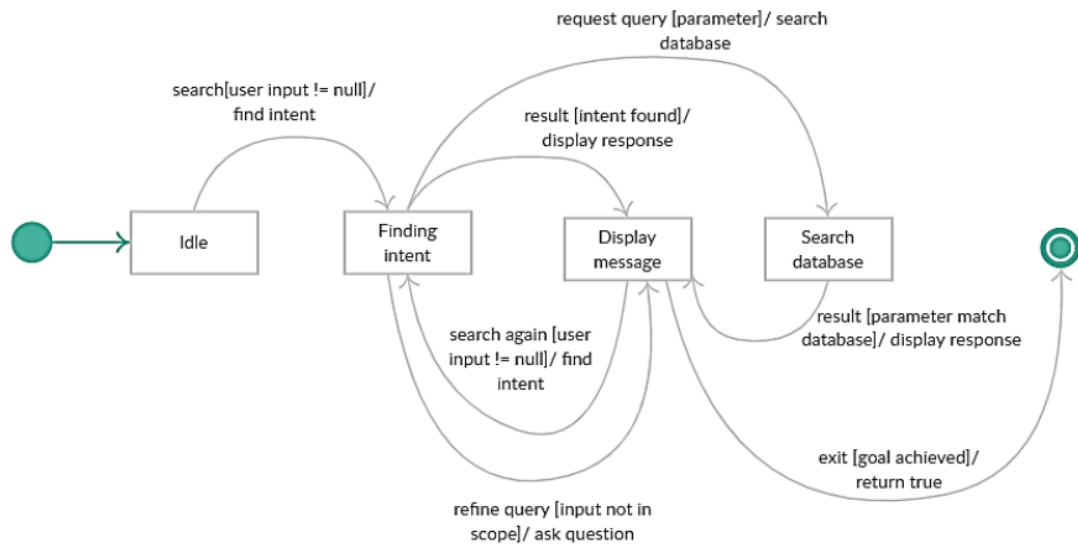 request query [parameter]/ search
database
search[user input != null]/
find intent
result [intent found]/
display response
Idle
Finding
intent
Display
message
Search
database
search again [user
input != null]/ find
intent
result [parameter match
database]/ display response
exit [goal achieved]/
return true
refine query [input not in
scope]/ ask question